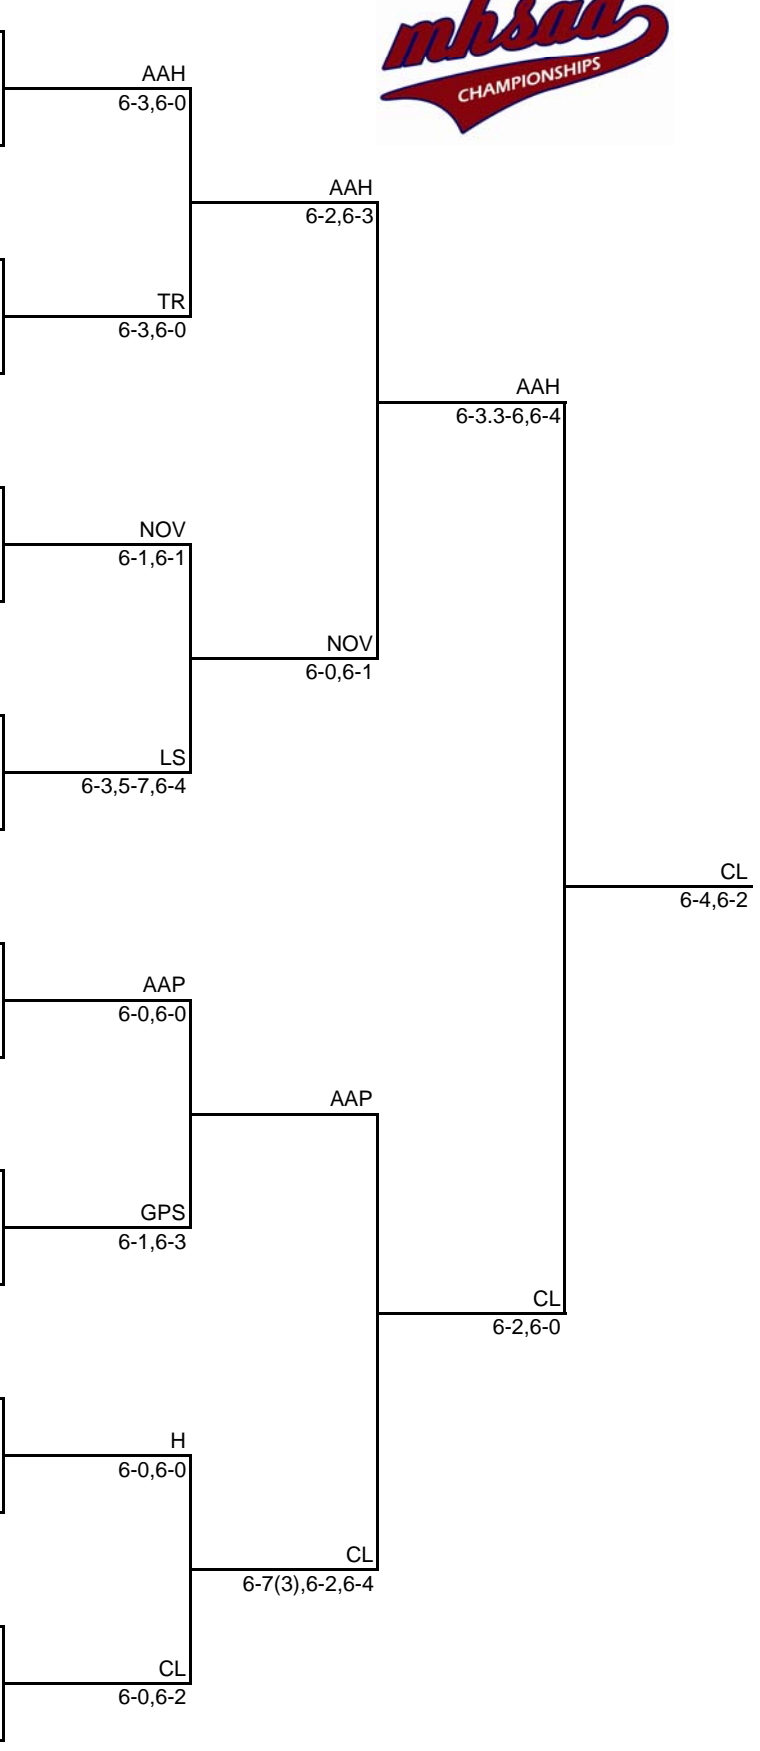 mhsaa
CHAMPIONSHIPS
AAH
6-3,6-0
AAH
6-2,6-3
TR
6-3,6-0
AAH
6-3.3-6,6-4
NOV
6-1,6-1
NOV
6-0,6-1
LS
6-3,5-7,6-4
CL
6-4,6-2
AAP
6-0,6-0
AAP
GPS
6-1,6-3
CL
6-2,6-0
H
6-0,6-0
CL
6-7(3),6-2,6-4
CL
6-0,6-2